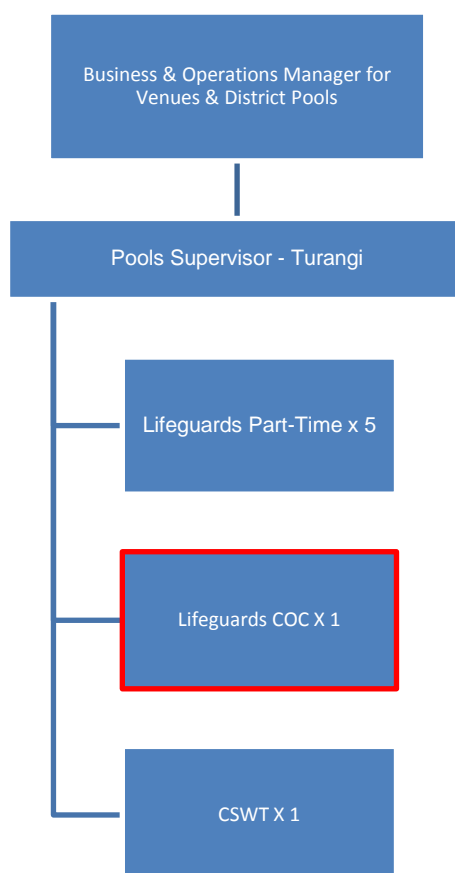 Business & Operations Manager for
Venues & District Pools
Pools Supervisor - Turangi
Lifeguards Part-Time x 5
Lifeguards COC X 1
CSWT X 1